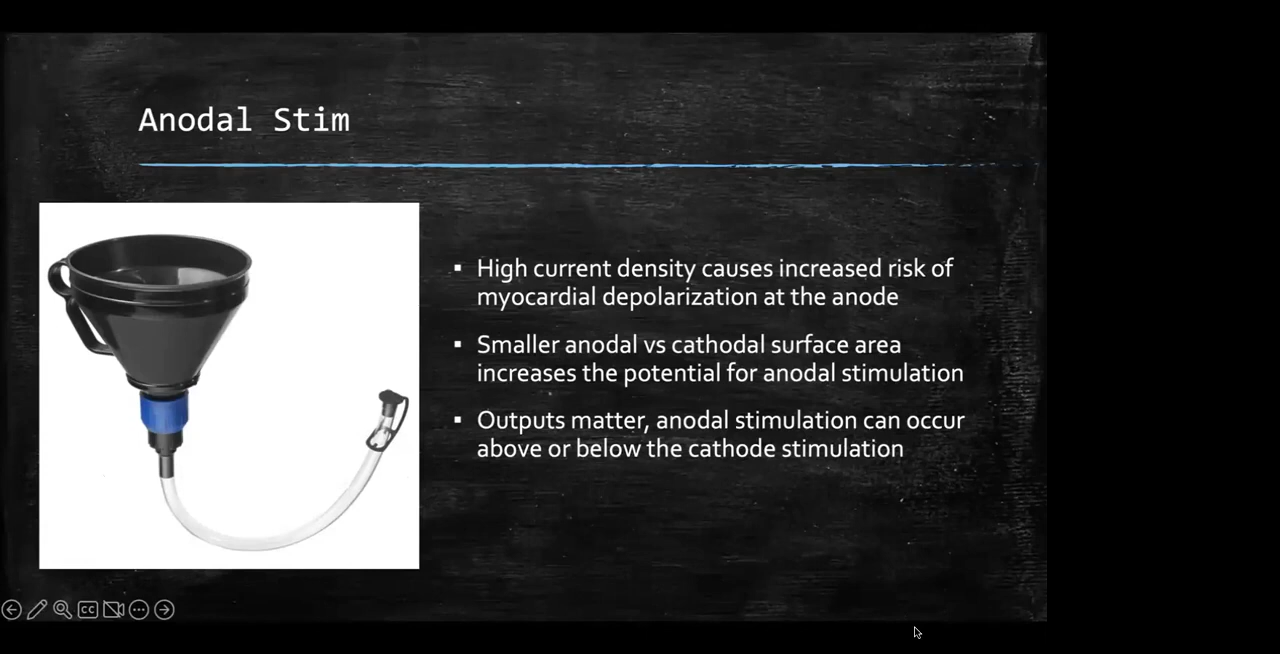 Anodal Stim
▪ High current density causes increased risk of
myocardial depolarization at the anode
▪ Smaller anodal vs cathodal surface area
increases the potential for anodal stimulation
▪ Outputs matter, anodal stimulation can occur
above or below the cathode stimulation
CC